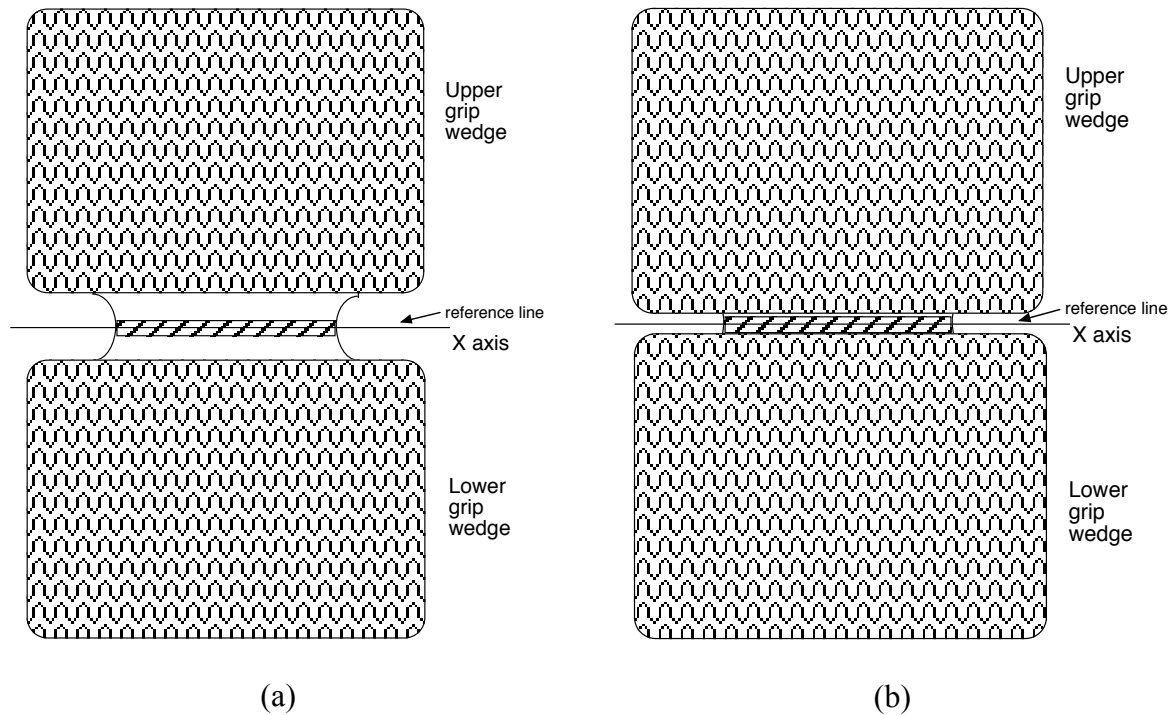 Upper
grip
wedge
reference line
X axis
Lower
grip
wedge
(a)
Upper
grip
wedge
reference line
X axis
Lower
grip
wedge
(b)